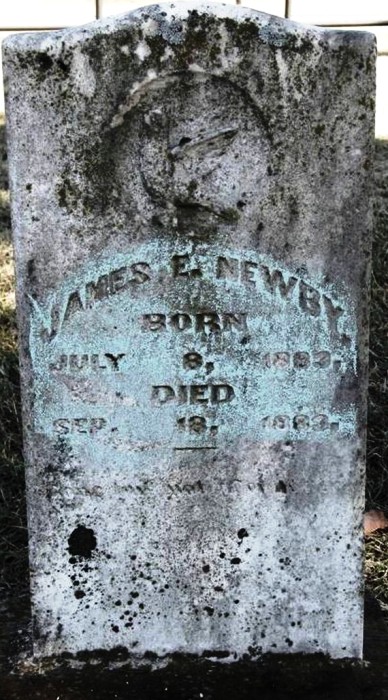 JAMES E. NEWBY,
BORN
JULY 8, 1883.
DIED
SEP. 18, 1883.